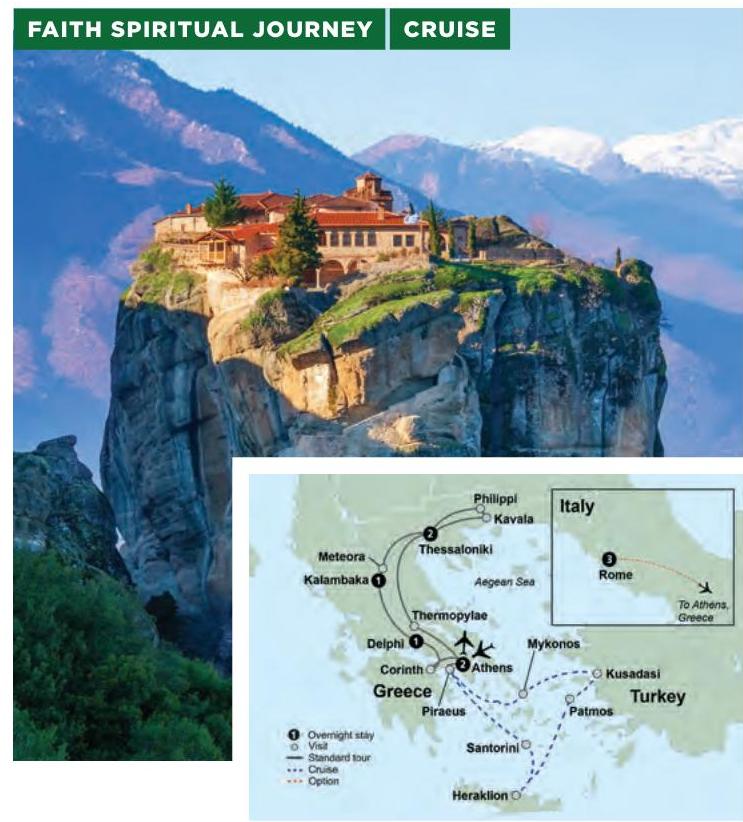 FAITH SPIRITUAL JOURNEY CRUISE
Philippi
Kavala
2
Thessaloniki
Meteora
Kalambaka 1
Aegean Sea
Thermopylae
Delphi 1
Corinth
2 Athens
Greece
Piraeus
Mykonos
Kusadasi
Turkey
Patmos
Santorini
Heraklion
Italy
3
Rome
To Athens,
Greece
1 Overnight stay
Visit
Standard tour
Cruise
Option